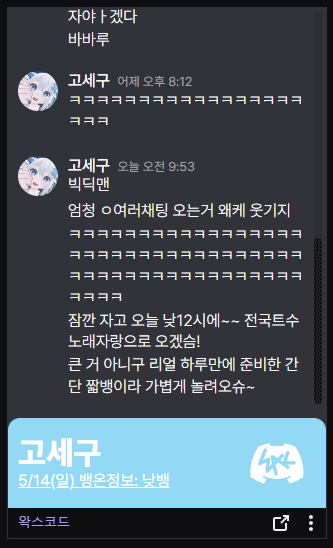 자야ㅏ겠다
바바루
고세구 어제 오후 8:12
ㅋㅋㅋㅋㅋㅋㅋㅋㅋㅋㅋㅋㅋㅋㅋㅋㅋ
ㅋㅋㅋ
고세구 오늘 오전 9:53
빅딕맨
엄청 ㅇ여러채팅 오는거 왜케 웃기지
ㅋㅋㅋㅋㅋㅋㅋㅋㅋㅋㅋㅋㅋㅋㅋㅋㅋ
ㅋㅋㅋㅋㅋㅋㅋㅋㅋㅋㅋㅋㅋㅋㅋㅋㅋ
ㅋㅋㅋㅋㅋㅋㅋㅋㅋㅋㅋㅋㅋㅋㅋㅋㅋ
ㅋㅋㅋㅋ
잠깐 자고 오늘 낮12시에~~ 전국트수
노래자랑으로 오겠슴!
큰 거 아니구 리얼 하루만에 준비한 간
단 짧뱅이라 가볍게 놀려오슈~
고세구
5/14(일) 뱅온정보: 낮뱅
왁스코드